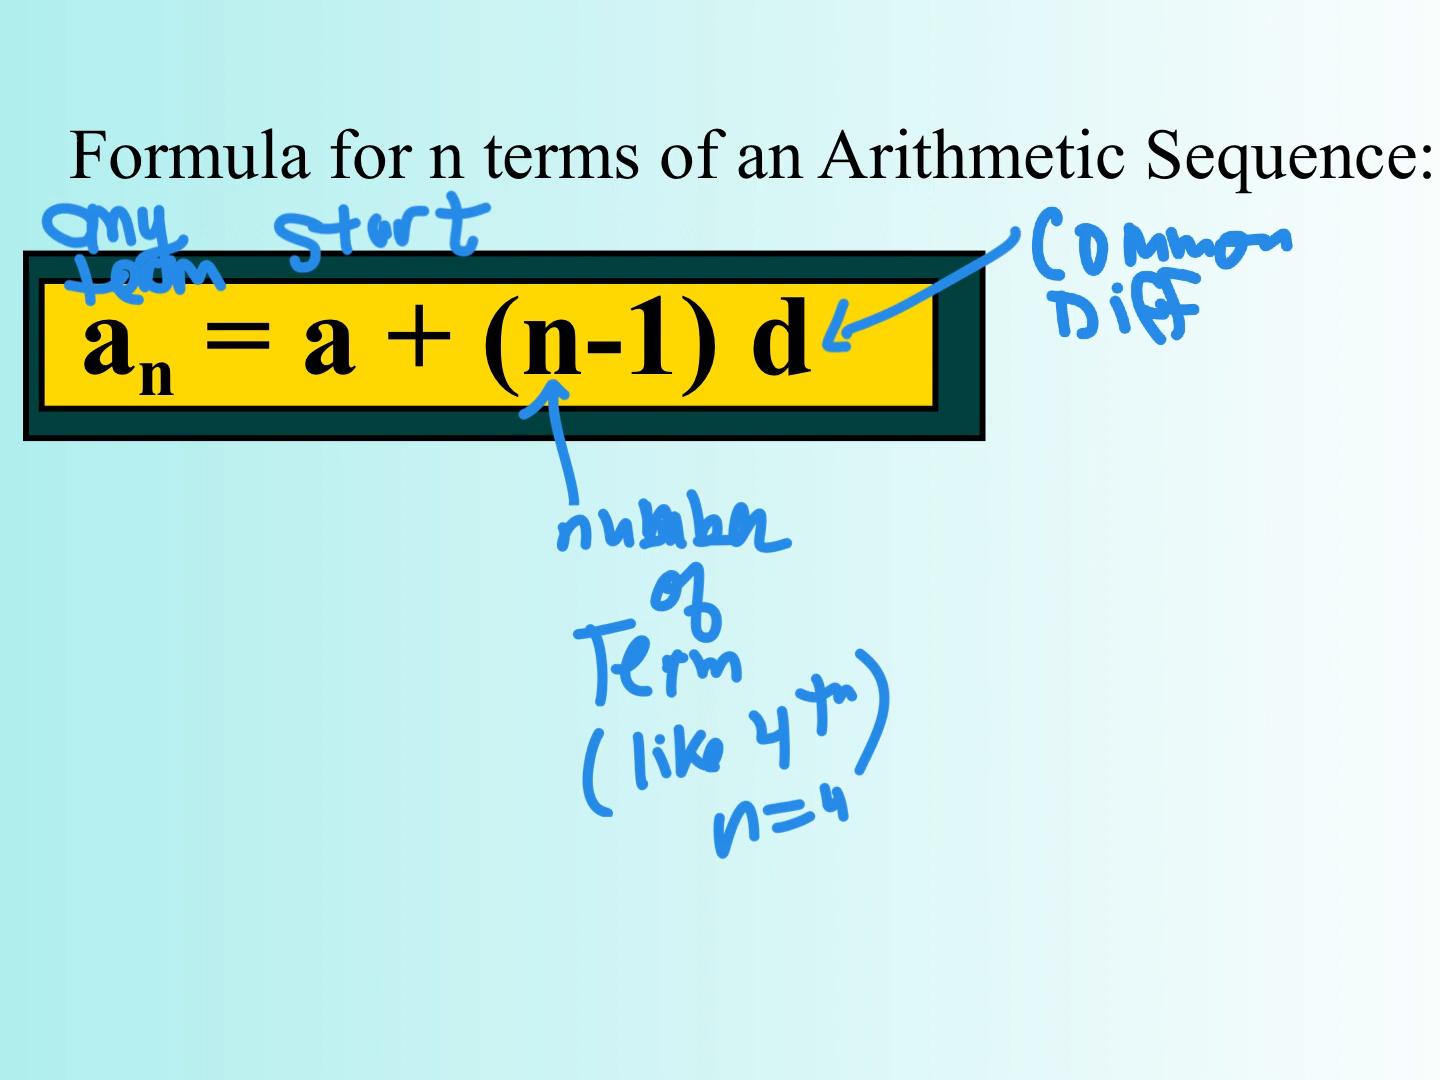 Formula for n terms of an Arithmetic Sequence:
any term
start
Common
Diff
aₙ = a + (n-1) d
number
of
Term
(like 4ᵗʰ)
n=4